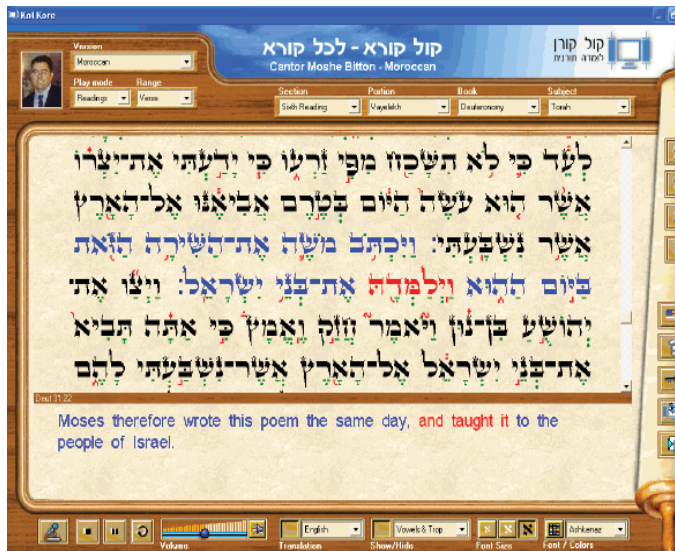 Kol Kore
קול קורא - לכל קורא
Cantor Moshe Bitton - Moroccan
קול קורן
לומדה תורנית
Version
Moroccan
Play mode Range
Readings Verse
Section Portion Book Subject
Sixth Reading Vayelekh Deuteronomy Torah
לָעֵד כִּי לֹא תִשָּׁכַח מִפִּי זַרְעוֹ כִּי יָדַעְתִּי אֶת־יִצְרוֹ
אֲשֶׁר הוּא עֹשֶׂה הַיּוֹם בְּטֶרֶם אֲבִיאֶנּוּ אֶל־הָאָרֶץ
אֲשֶׁר נִשְׁבָּעְתִּי: וַיִּכְתֹּב מֹשֶׁה אֶת־הַשִּׁירָה הַזֹּאת
בַּיּוֹם הַהוּא וַיְלַמְּדָהּ אֶת־בְּנֵי יִשְׂרָאֵל: וַיְצַו אֶת־
יְהוֹשֻׁעַ בִּן־נוּן וַיֹּאמֶר חֲזַק וֶאֱמָץ כִּי אַתָּה תָּבִיא
אֶת־בְּנֵי יִשְׂרָאֵל אֶל־הָאָרֶץ אֲשֶׁר־נִשְׁבַּעְתִּי לָהֶם
Deut 31:22
Moses therefore wrote this poem the same day, and taught it to the
people of Israel.
English Vowels & Trop א א א Ashkenaz
Volume Translation Show/Hide Font Size Font / Colors